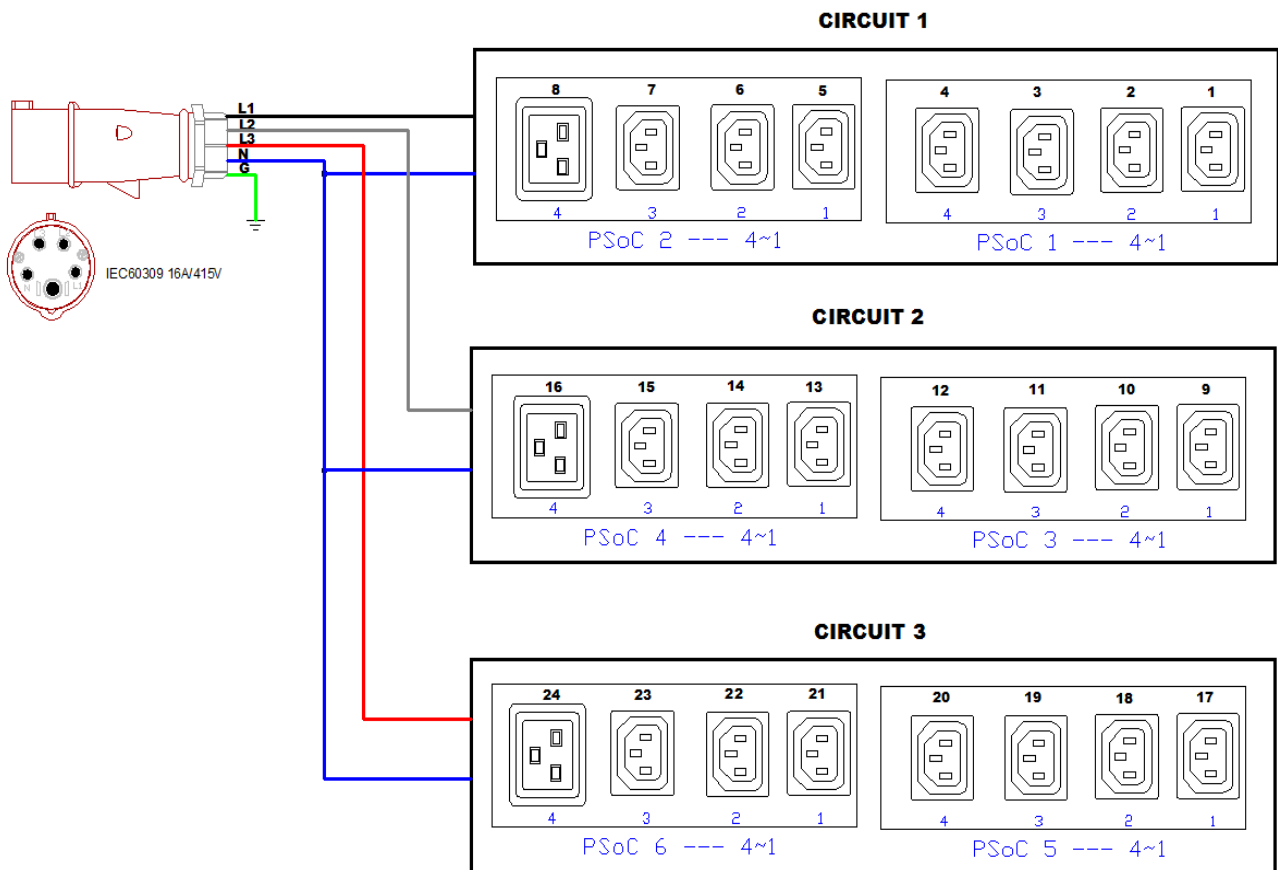 CIRCUIT 1
L1
L2
L3
N
G
8 7 6 5 4 3 2 1
4 3 2 1 4 3 2 1
PSoC 2 --- 4~1 PSoC 1 --- 4~1
IEC60309 16A/415V
N L1
CIRCUIT 2
16 15 14 13 12 11 10 9
4 3 2 1 4 3 2 1
PSoC 4 --- 4~1 PSoC 3 --- 4~1
CIRCUIT 3
24 23 22 21 20 19 18 17
4 3 2 1 4 3 2 1
PSoC 6 --- 4~1 PSoC 5 --- 4~1